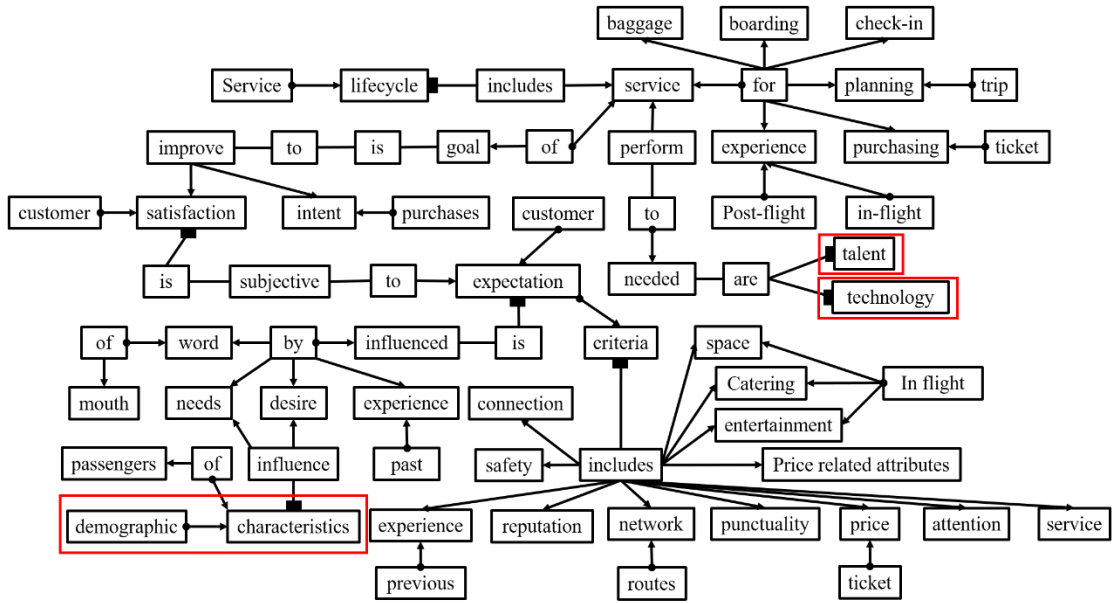 baggage
boarding
check-in
Service
lifecycle
includes
service
for
planning
trip
improve
to
is
goal
of
perform
experience
purchasing
ticket
customer
satisfaction
intent
purchases
customer
to
Post-flight
in-flight
talent
is
subjective
to
expectation
needed
are
technology
of
word
by
influenced
is
criteria
space
mouth
needs
desire
experience
connection
Catering
In flight
entertainment
passengers
of
influence
past
safety
includes
Price related attributes
demographic
characteristics
experience
reputation
network
punctuality
price
attention
service
previous
routes
ticket